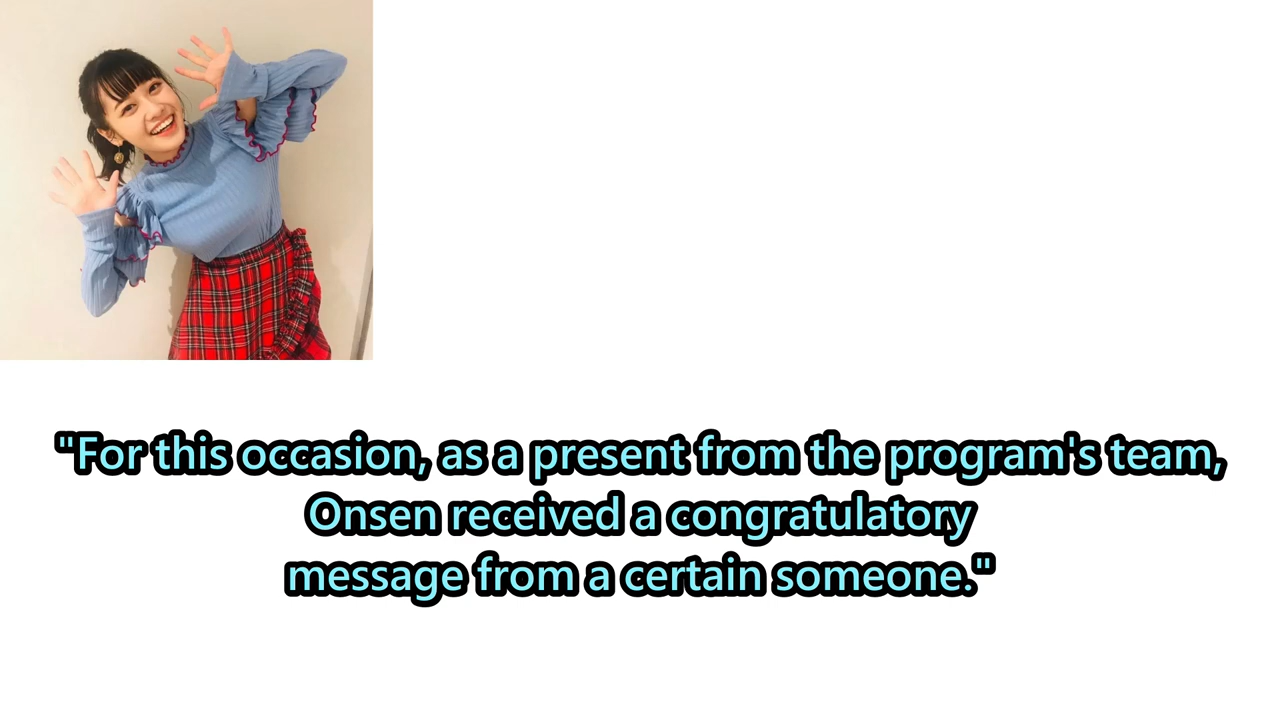 "For this occasion, as a present from the program's team,
Onsen received a congratulatory
message from a certain someone."